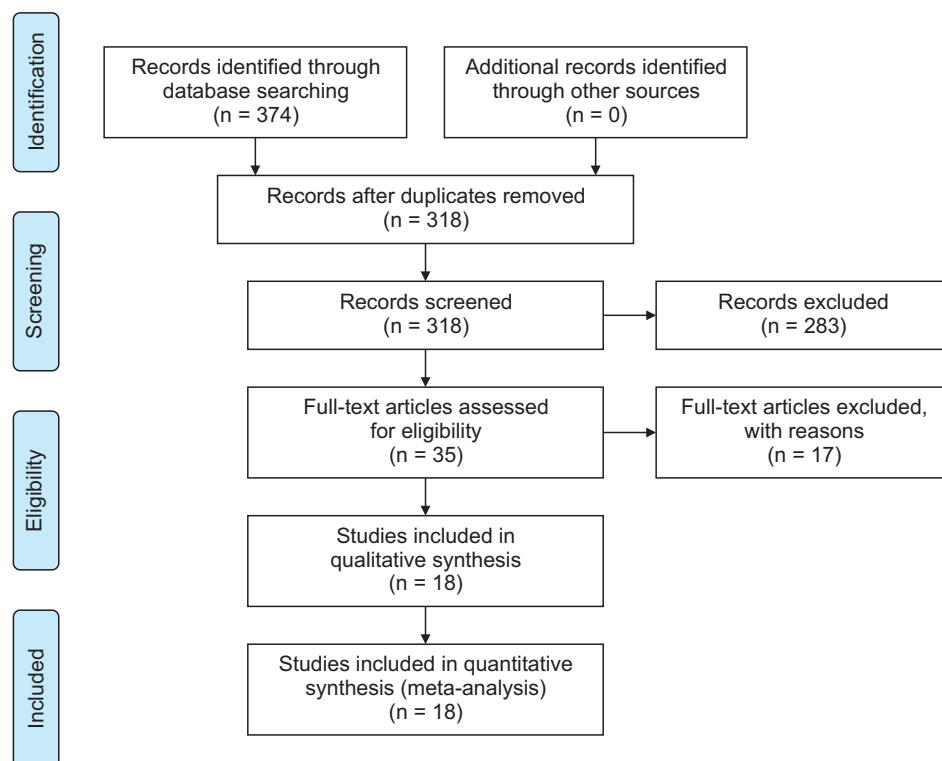 Identification
Records identified through
database searching
(n = 374)
Additional records identified
through other sources
(n = 0)
Records after duplicates removed
(n = 318)
Screening
Records screened
(n = 318)
Records excluded
(n = 283)
Eligibility
Full-text articles assessed
for eligibility
(n = 35)
Full-text articles excluded,
with reasons
(n = 17)
Studies included in
qualitative synthesis
(n = 18)
Included
Studies included in quantitative
synthesis (meta-analysis)
(n = 18)